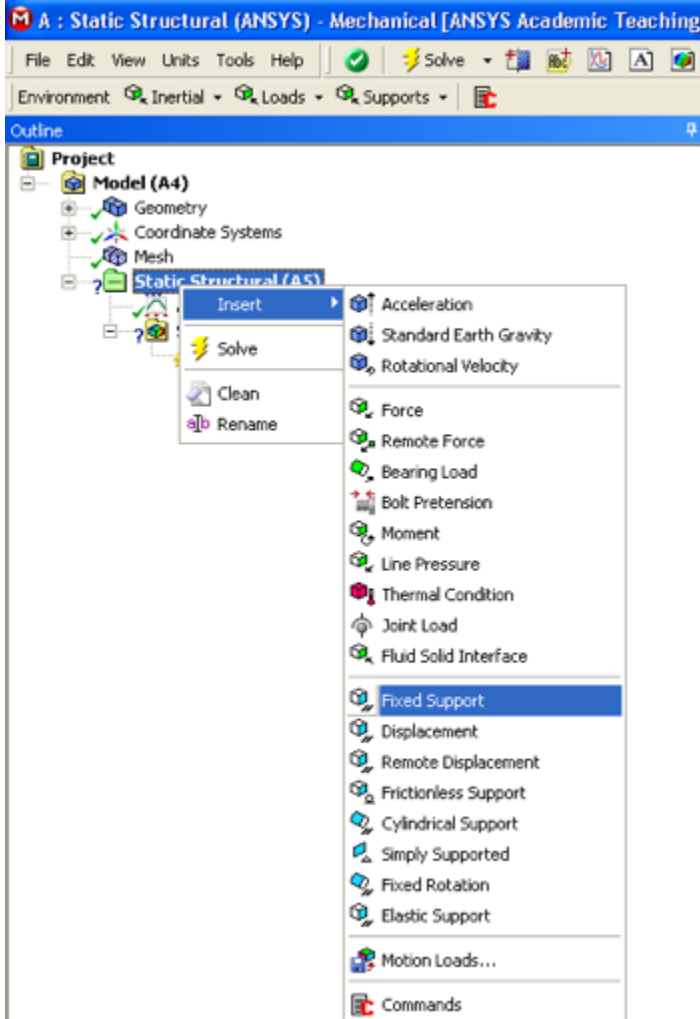 A : Static Structural (ANSYS) - Mechanical [ANSYS Academic Teaching
File Edit View Units Tools Help Solve A
Environment Inertial Loads Supports
Outline
Project
Model (A4)
Geometry
Coordinate Systems
Mesh
Static Structural (A5)
Insert
Solve
Clean
Rename
Acceleration
Standard Earth Gravity
Rotational Velocity
Force
Remote Force
Bearing Load
Bolt Pretension
Moment
Line Pressure
Thermal Condition
Joint Load
Fluid Solid Interface
Fixed Support
Displacement
Remote Displacement
Frictionless Support
Cylindrical Support
Simply Supported
Fixed Rotation
Elastic Support
Motion Loads...
Commands